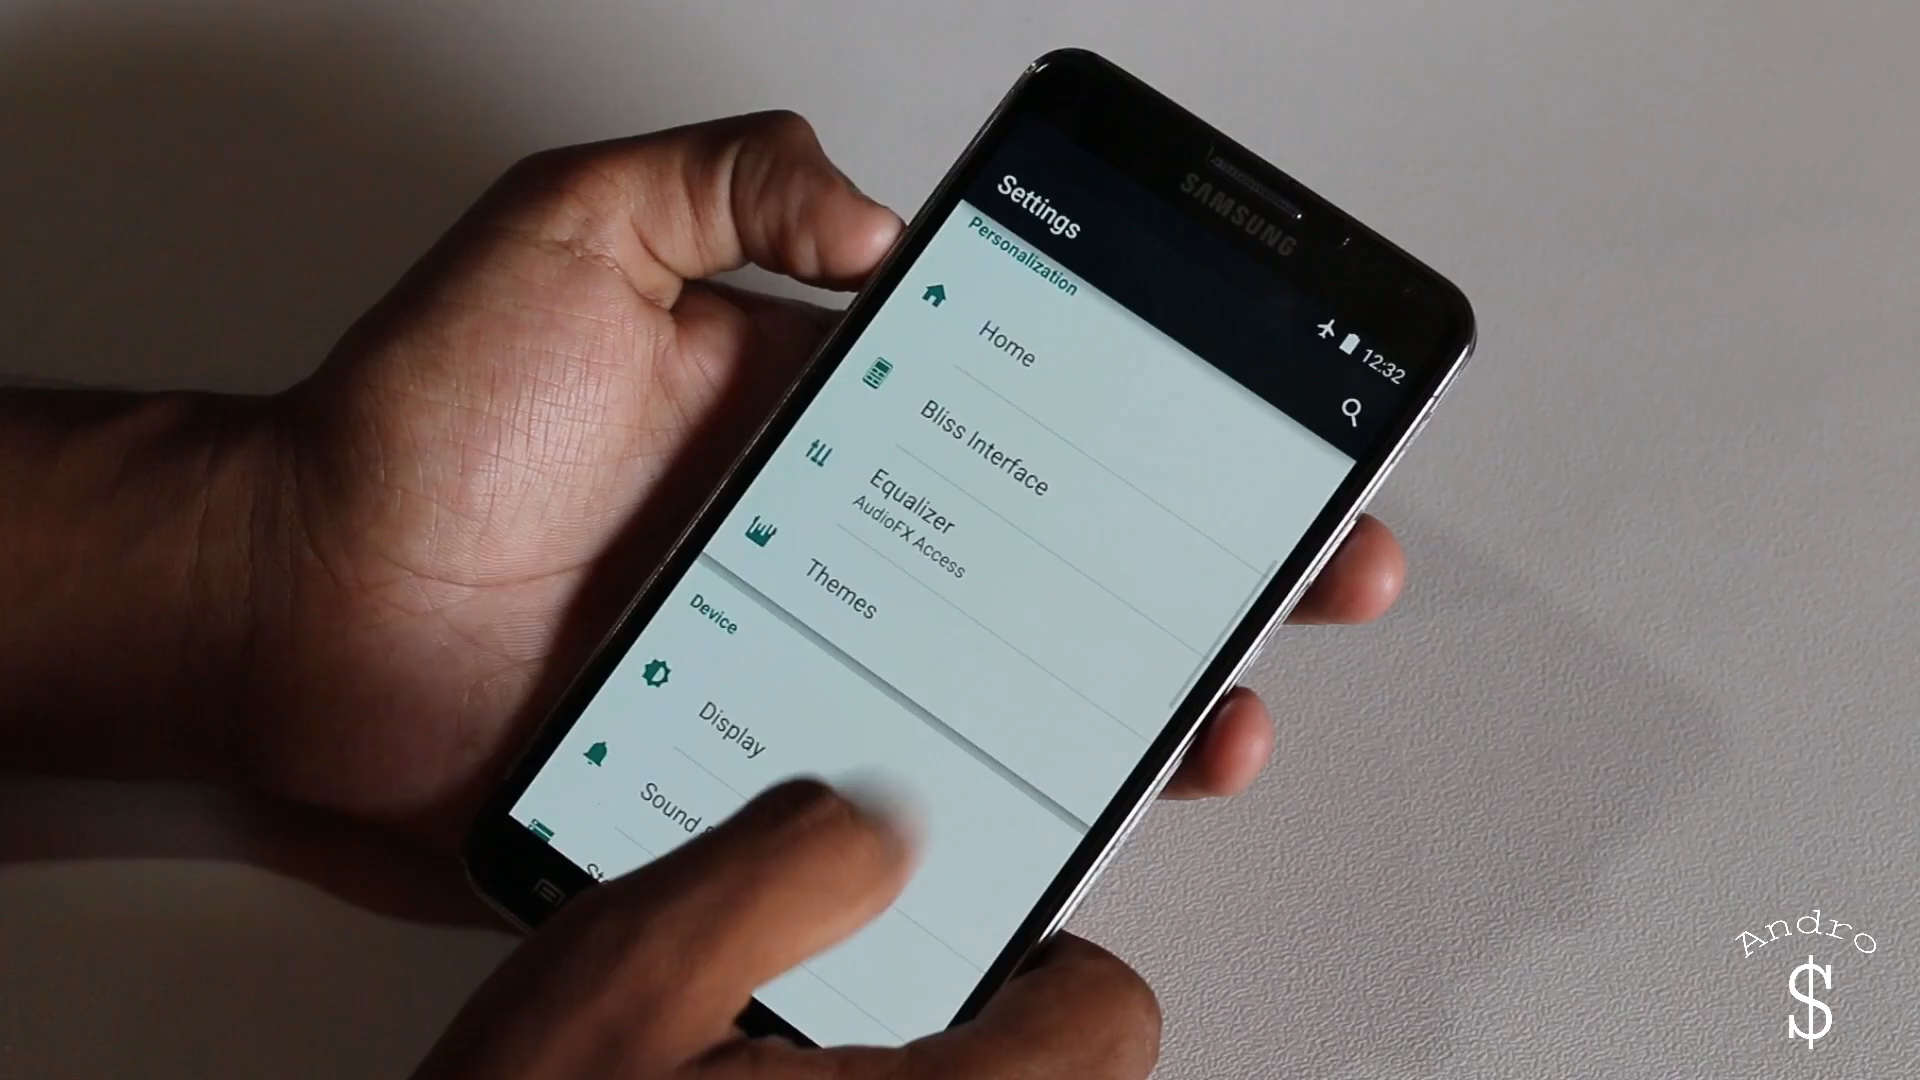 SAMSUNG
12:32
Settings
Personalization
Home
Bliss Interface
Equalizer
AudioFX Access
Themes
Device
Display
Sound
Andro
$